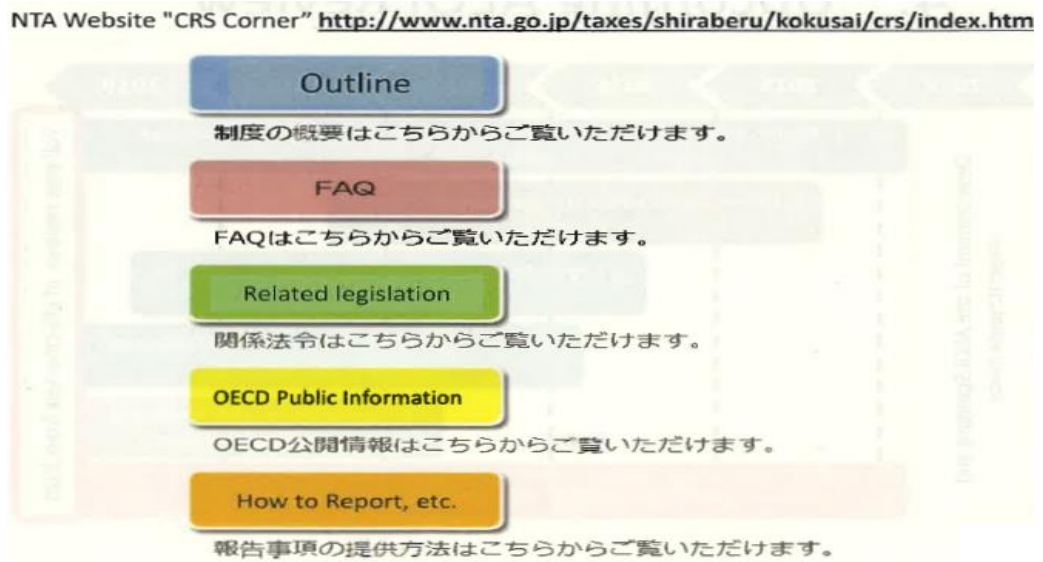 NTA Website "CRS Corner” http://www.nta.go.jp/taxes/shiraberu/kokusai/crs/index.htm
Outline
制度の概要はこちらからご覧いただけます。
FAQ
FAQはこちらからご覧いただけます。
Related legislation
関係法令はこちらからご覧いただけます。
OECD Public Information
OECD公開情報はこちらからご覧いただけます。
How to Report, etc.
報告事項の提供方法はこちらからご覧いただけます。